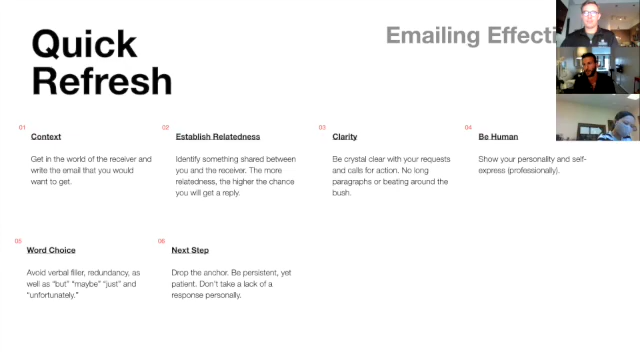 Quick
Refresh
Emailing
01
Context
Get in the world of the receiver and
write the email that you would
want to get.
02
Establish Relatedness
Identify something shared between
you and the receiver. The more
relatedness, the higher the chance
you will get a reply.
03
Clarity
Be crystal clear with your requests
and calls for action. No long
paragraphs or beating around the
bush.
04
Be Human
Show your personality and self-
express (professionally).
05
Word Choice
Avoid verbal filler, redundancy, as
well as “but” “maybe” “just” and
“unfortunately.”
06
Next Step
Drop the anchor. Be persistent, yet
patient. Don’t take a lack of a
response personally.